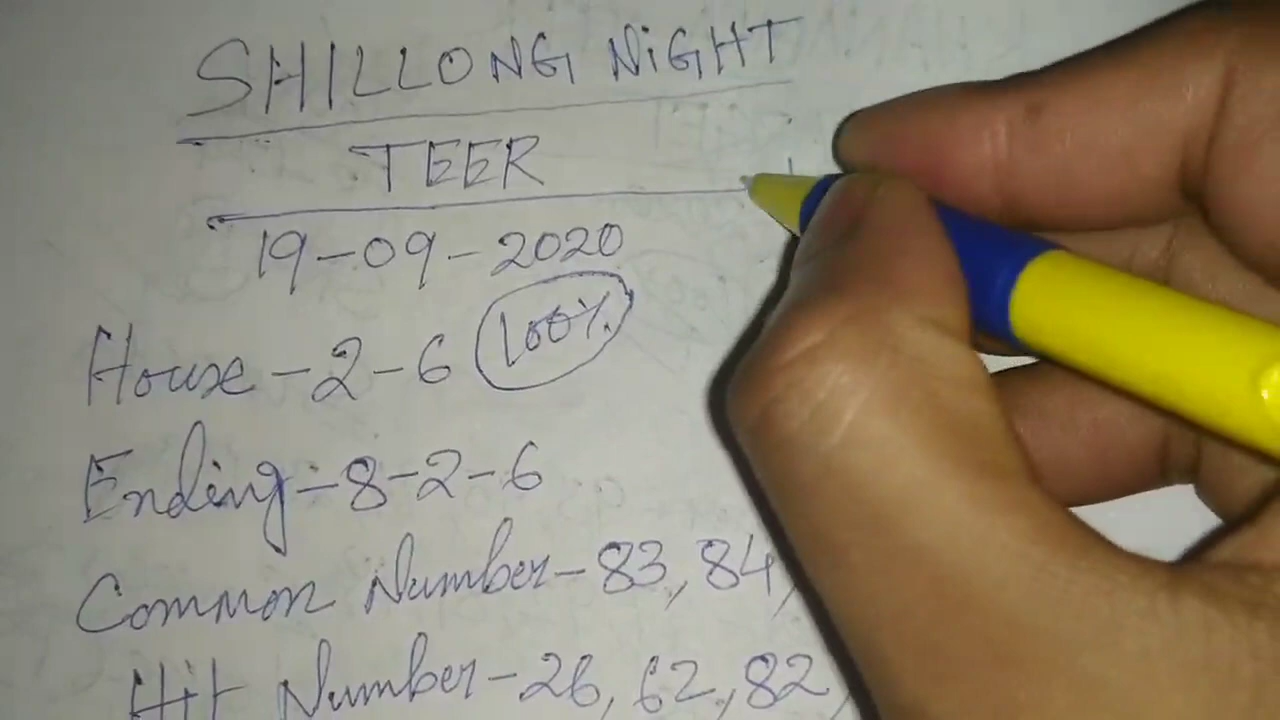 SHILLONG NIGHT
TEER
19-09-2020
House-2-6 100%
Ending-8-2-6
Common Number-83, 84,
Hit Number-26, 62, 82,